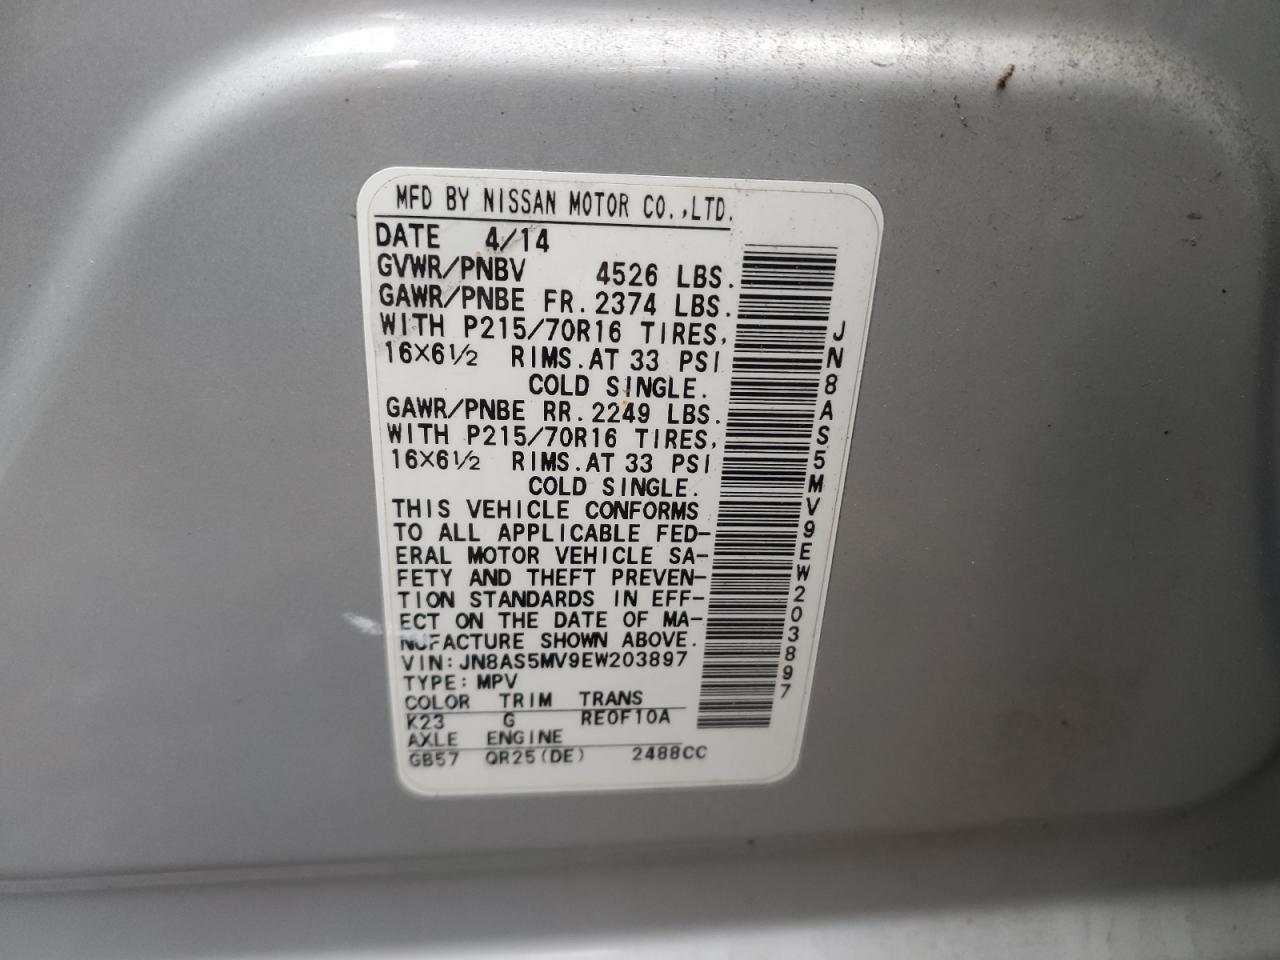 MFD BY NISSAN MOTOR CO.,LTD.
DATE 4/14
GVWR/PNBV 4526 LBS.
GAWR/PNBE FR. 2374 LBS.
WITH P215/70R16 TIRES,
16×6½ RIMS. AT 33 PSI
COLD SINGLE.
GAWR/PNBE RR. 2249 LBS.
WITH P215/70R16 TIRES,
16×6½ RIMS. AT 33 PSI
COLD SINGLE.
THIS VEHICLE CONFORMS
TO ALL APPLICABLE FED-
ERAL MOTOR VEHICLE SA-
FETY AND THEFT PREVEN-
TION STANDARDS IN EFF-
ECT ON THE DATE OF MA-
NUFACTURE SHOWN ABOVE.
VIN: JN8AS5MV9EW203897
TYPE: MPV
COLOR TRIM TRANS
K23 G RE0F10A
AXLE ENGINE
GB57 QR25(DE) 2488CC
JN8AS5MV9EW203897